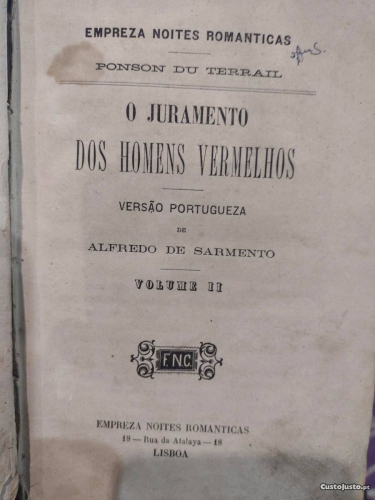 EMPREZA NOITES ROMANTICAS
PONSON DU TERRAIL
O JURAMENTO
DOS HOMENS VERMELHOS
VERSÃO PORTUGUEZA
DE
ALFREDO DE SARMENTO
VOLUME II
F.N.C.
EMPREZA NOITES ROMANTICAS
18 — Rua da Atalaya — 18
LISBOA
CustoJusto.pt